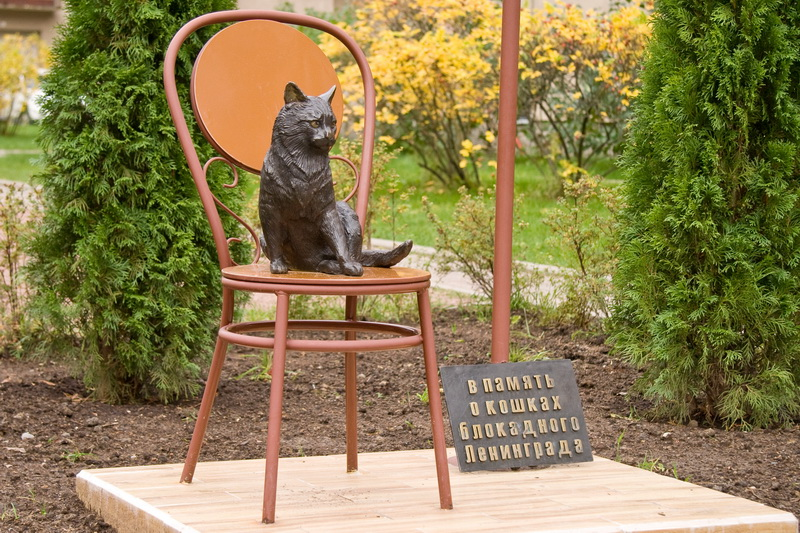 в память
о кошках
блокадного
Ленинграда